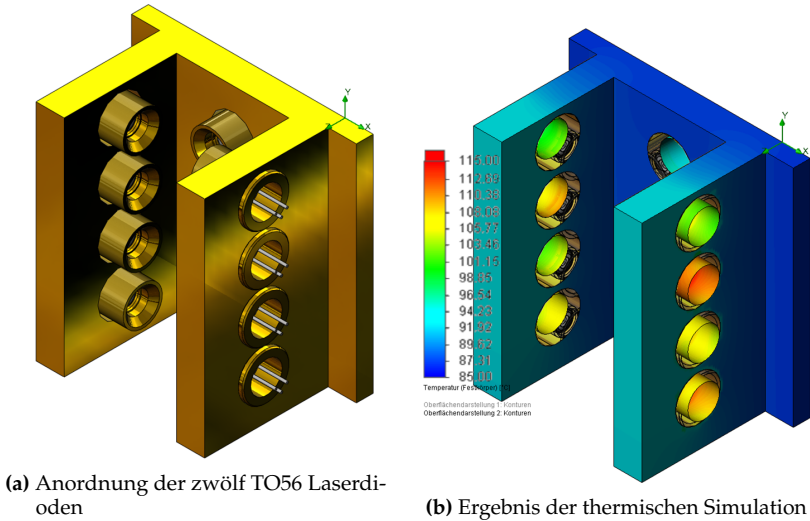 Y
Z
X
(a) Anordnung der zwölf TO56 Laserdi-
oden
Y
X
115.00
112.69
110.38
108.08
105.77
103.46
101.15
98.85
96.54
94.23
91.92
89.62
87.31
85.00
Temperatur (Festkörper) [°C]
Oberflächendarstellung 1: Konturen
Oberflächendarstellung 2: Konturen
(b) Ergebnis der thermischen Simulation